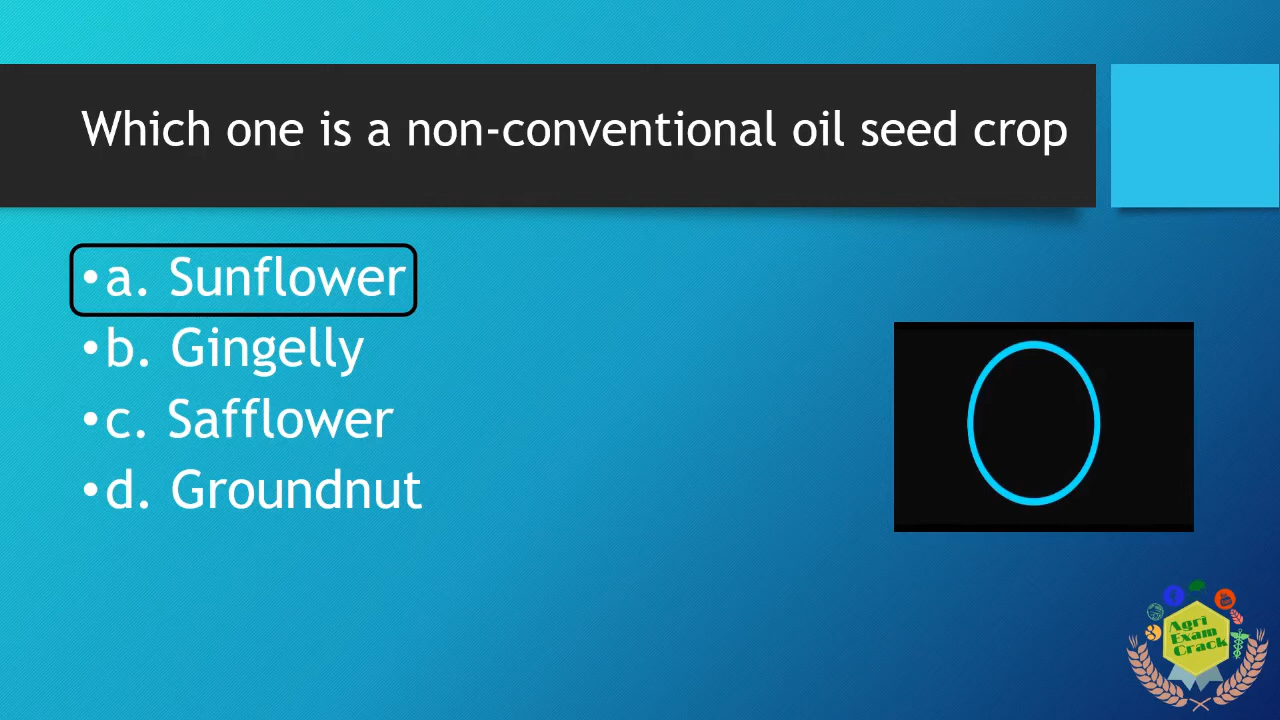 Which one is a non-conventional oil seed crop
•a. Sunflower
•b. Gingelly
•c. Safflower
•d. Groundnut
Agri
Exam
Crack